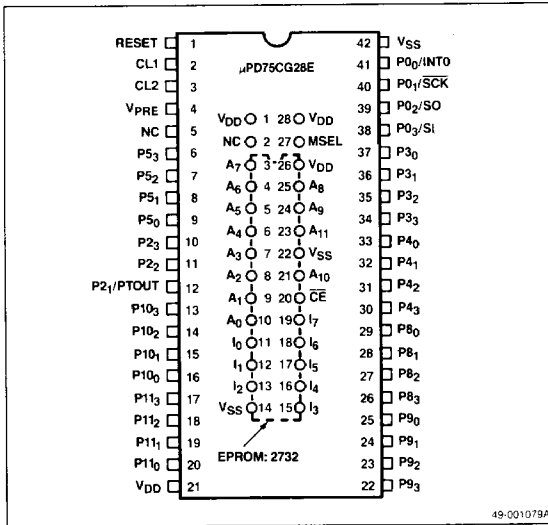 RESET 1 42 VSS
CL1 2 µPD75CG28E 41 P00/INT0
CL2 3 40 P01/SCK
VPRE 4 VDD 1 28 VDD 39 P02/SO
NC 5 NC 2 27 MSEL 38 P03/SI
P53 6 A7 3 26 VDD 37 P30
P52 7 A6 4 25 A8 36 P31
P51 8 A5 5 24 A9 35 P32
P50 9 A4 6 23 A11 34 P33
P23 10 A3 7 22 VSS 33 P40
P22 11 A2 8 21 A10 32 P41
P21/PTOUT 12 A1 9 20 CE 31 P42
P103 13 A0 10 19 I7 30 P43
P102 14 I0 11 18 I6 29 P80
P101 15 I1 12 17 I5 28 P81
P100 16 I2 13 16 I4 27 P82
P113 17 VSS 14 15 I3 26 P83
P112 18 25 P90
P111 19 EPROM: 2732 24 P91
P110 20 23 P92
VDD 21 22 P93
49-001079A